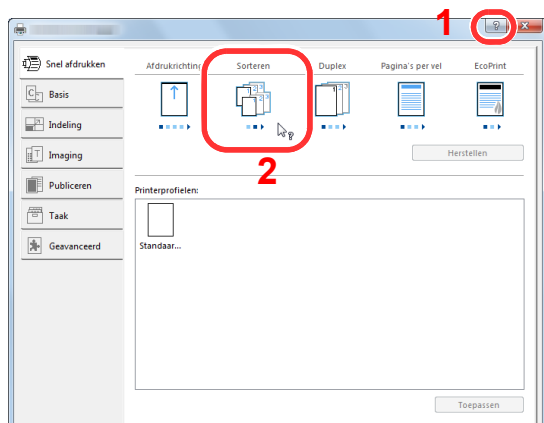 1
?
X
Snel afdrukken
Basis
Indeling
Imaging
Publiceren
Taak
Geavanceerd
Afdrukrichting
Sorteren
Duplex
Pagina's per vel
EcoPrint
2
Herstellen
Printerprofielen:
Standaar...
Toepassen